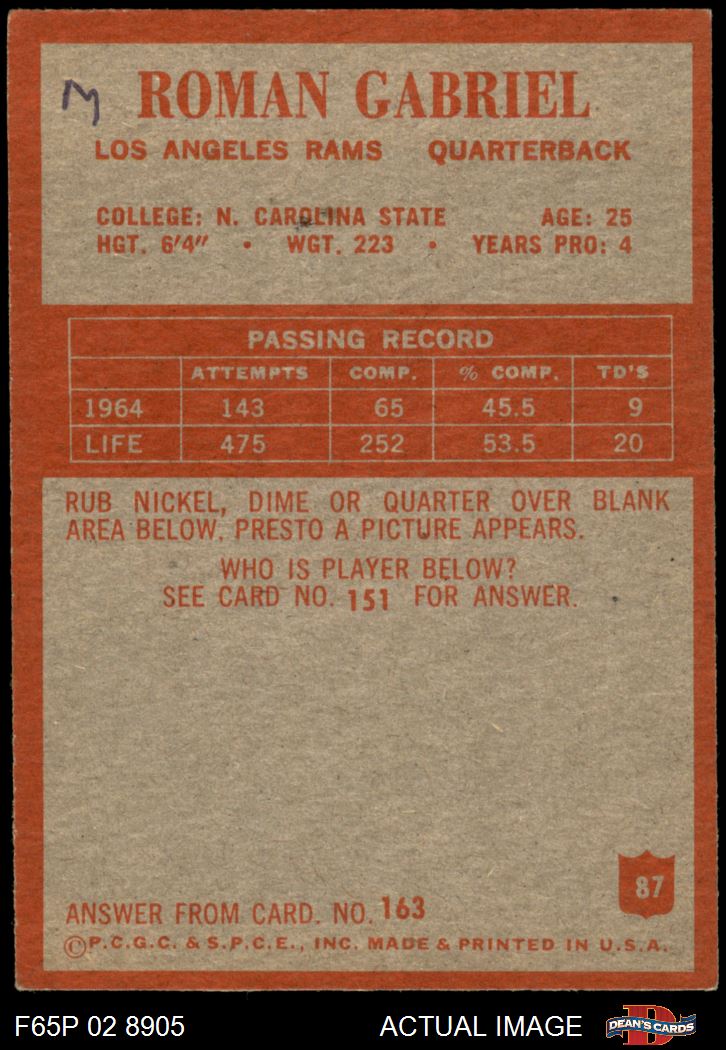 M
ROMAN GABRIEL
LOS ANGELES RAMS QUARTERBACK
COLLEGE: N. CAROLINA STATE AGE: 25
HGT. 6'4" • WGT. 223 • YEARS PRO: 4
PASSING RECORD
ATTEMPTS COMP. % COMP. TD'S
1964 143 65 45.5 9
LIFE 475 252 53.5 20
RUB NICKEL, DIME OR QUARTER OVER BLANK
AREA BELOW, PRESTO A PICTURE APPEARS.
WHO IS PLAYER BELOW?
SEE CARD NO. 151 FOR ANSWER.
87
ANSWER FROM CARD. NO. 163
©P.C.G.C. & S.P.C.E., INC. MADE & PRINTED IN U.S.A.
F65P 02 8905 ACTUAL IMAGE
D
DEAN'S CARDS